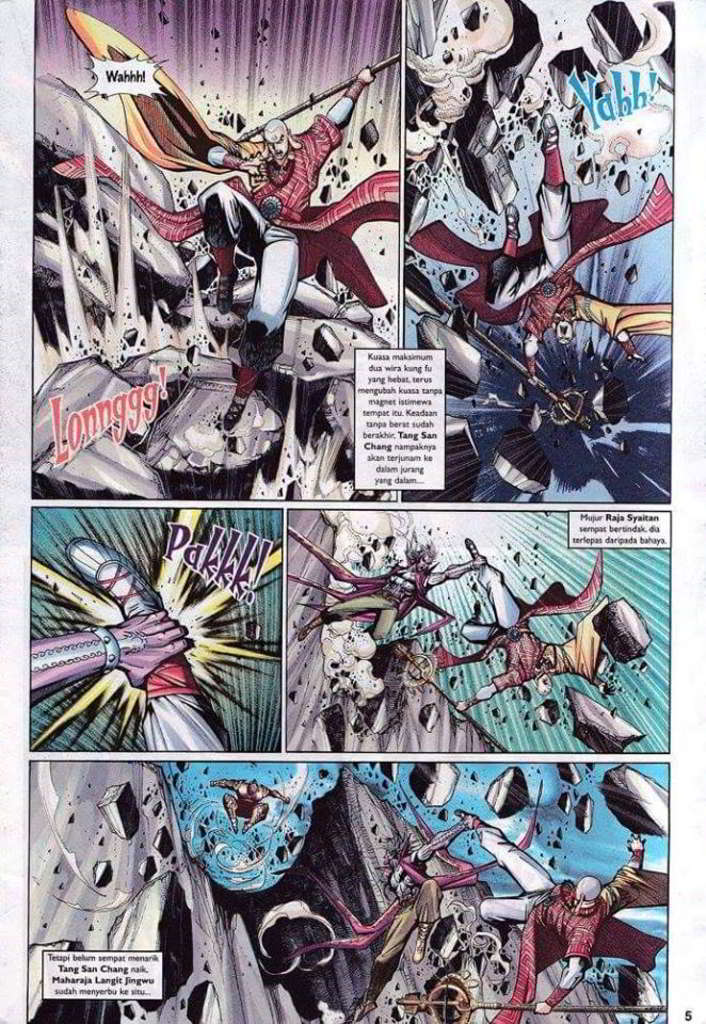 Wahhh!
Yahh!
Lonnggg!
Kuasa maksimum
dua wira kung fu
yang hebat, terus
mengubah kuasa tanpa
magnet istimewa
tempat itu. Keadaan
tanpa berat sudah
berakhir, Tang San
Chang nampaknya
akan terjunam ke
dalam jurang
yang dalam....
Pakkk!
Mujur Raja Syaitan
sempat bertindak, dia
terlepas daripada bahaya.
Tetapi belum sempat menarik
Tang San Chang naik,
Maharaja Langit Jingwu
sudah menyerbu ke situ...
5